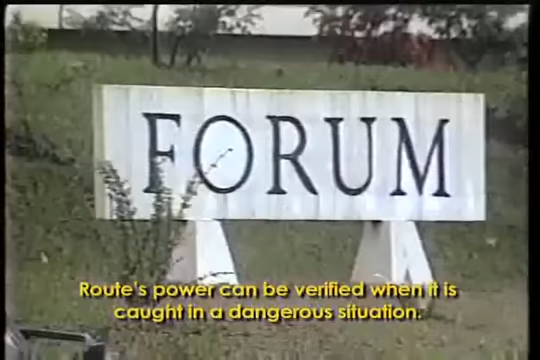 FORUM
Route's power can be verified when it is
caught in a dangerous situation.